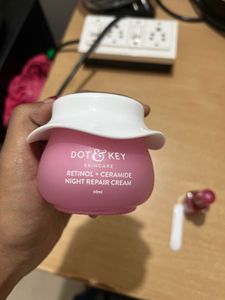 DOT & KEY
SKINCARE
RETINOL + CERAMIDE
NIGHT REPAIR CREAM
60ml